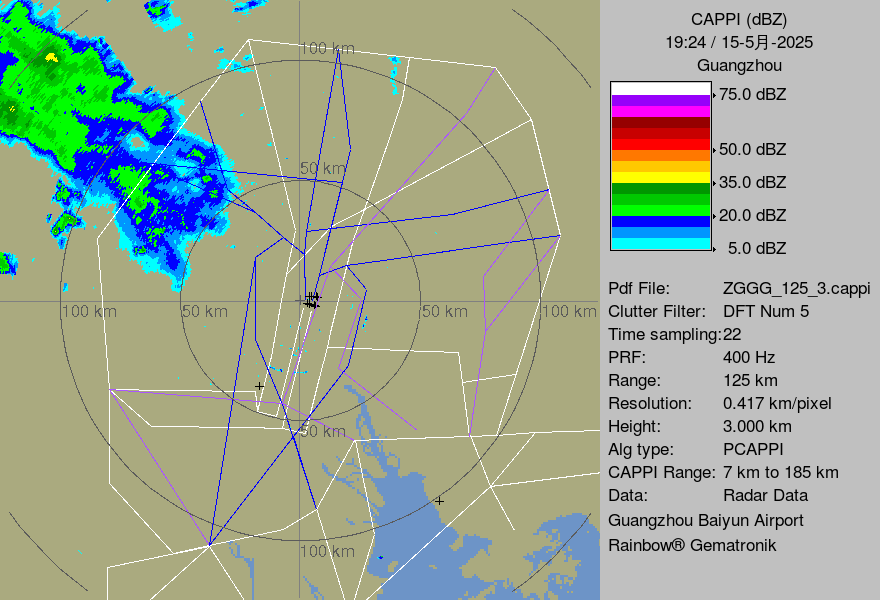 CAPPI (dBZ)
19:24 / 15-5月-2025
Guangzhou
75.0 dBZ
50.0 dBZ
35.0 dBZ
20.0 dBZ
5.0 dBZ
100 km
50 km
100 km
50 km
50 km
100 km
50 km
100 km
Pdf File: ZGGG_125_3.cappi
Clutter Filter: DFT Num 5
Time sampling:22
PRF: 400 Hz
Range: 125 km
Resolution: 0.417 km/pixel
Height: 3.000 km
Alg type: PCAPPI
CAPPI Range: 7 km to 185 km
Data: Radar Data
Guangzhou Baiyun Airport
Rainbow® Gematronik